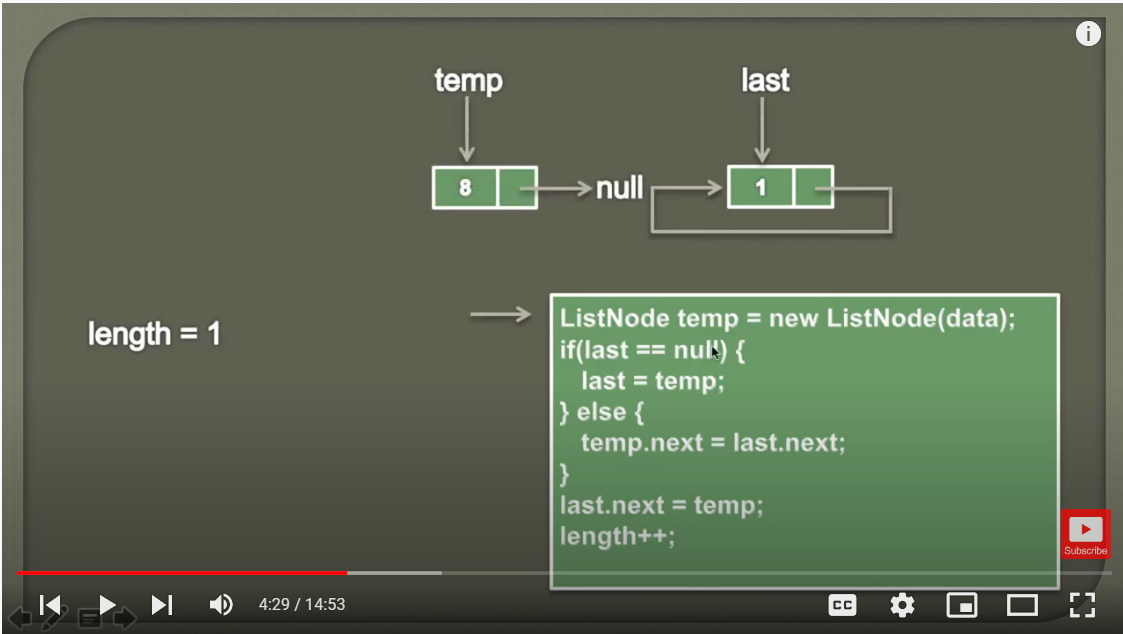 temp
last
8
null
1
length = 1
ListNode temp = new ListNode(data);
if(last == null) {
last = temp;
} else {
temp.next = last.next;
}
last.next = temp;
length++;
Subscribe
4:29 / 14:53
CC